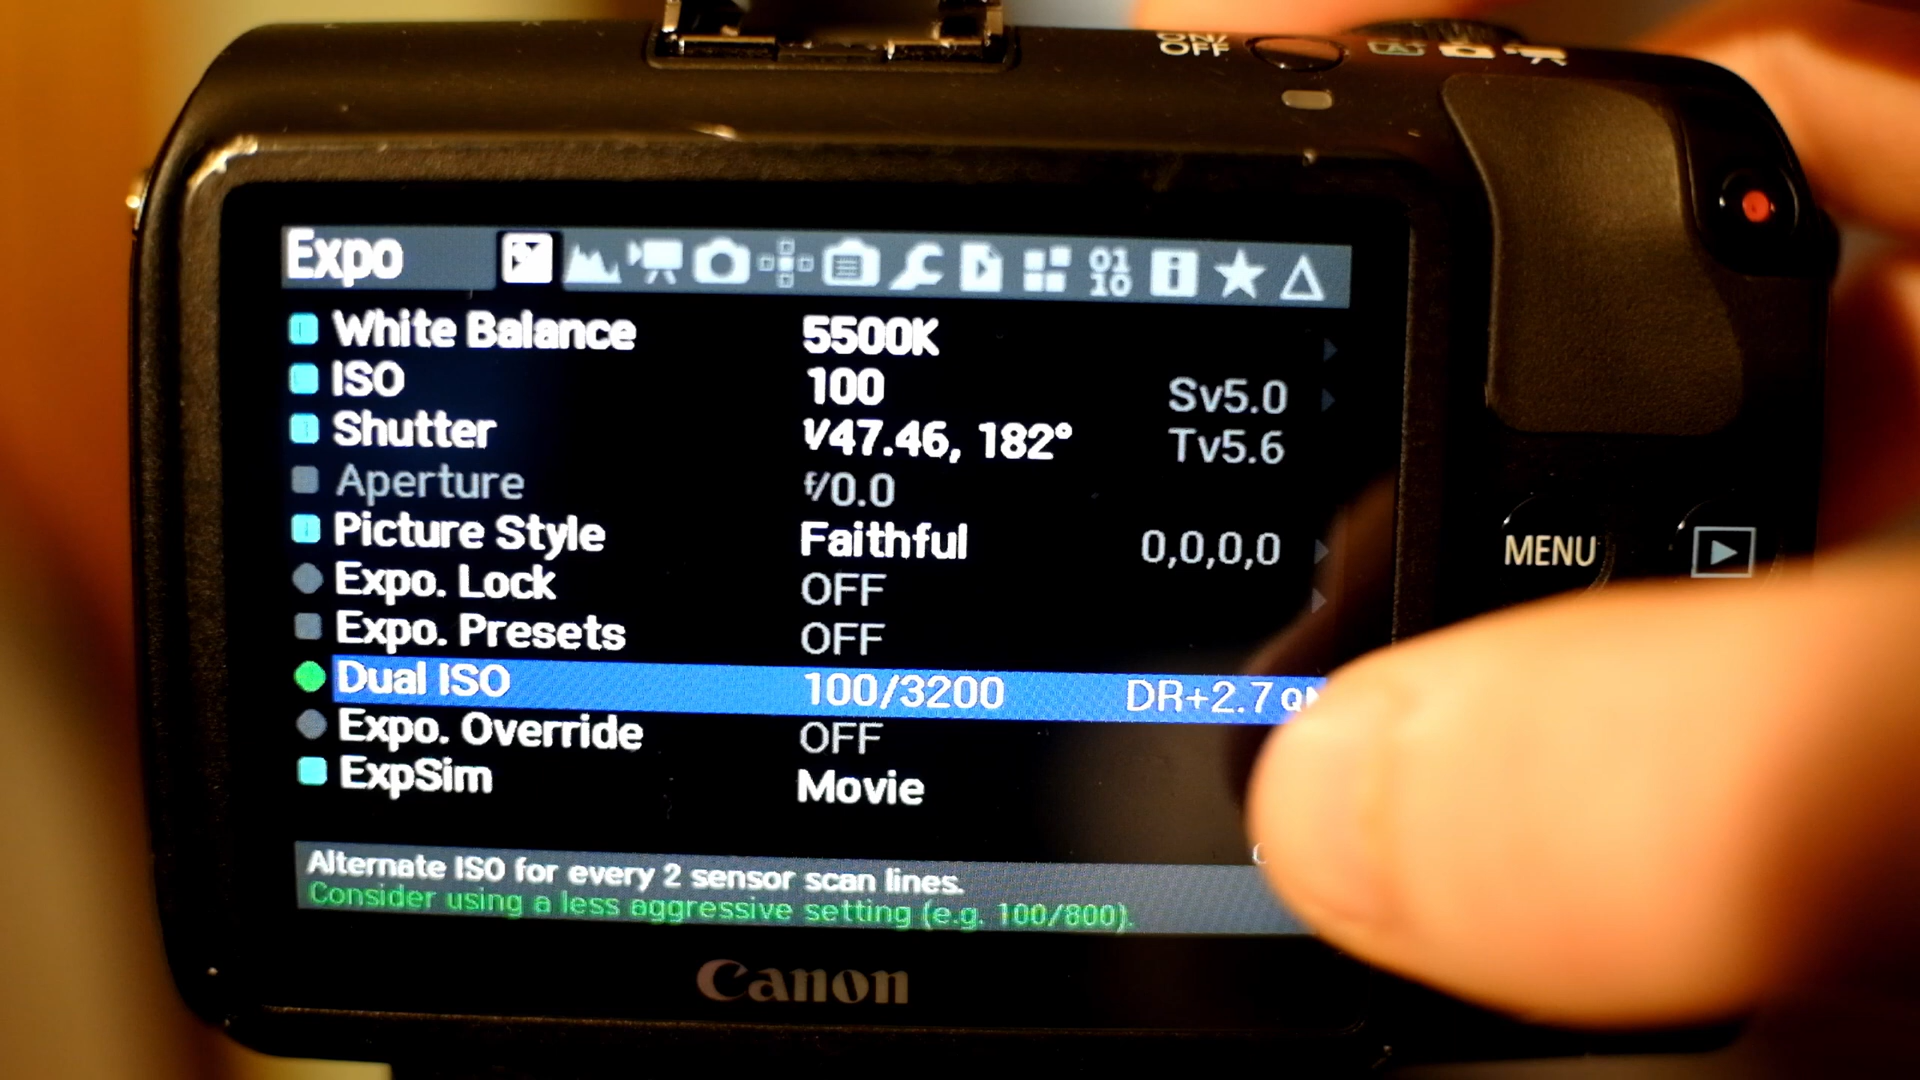 ON/
OFF
Expo
White Balance 5500K
ISO 100 Sv5.0
Shutter 1/47.46, 182° Tv5.6
Aperture f/0.0
Picture Style Faithful 0,0,0,0
Expo. Lock OFF
Expo. Presets OFF
Dual ISO 100/3200 DR+2.7
Expo. Override OFF
ExpSim Movie
Alternate ISO for every 2 sensor scan lines.
Consider using a less aggressive setting (e.g. 100/800).
MENU
Canon